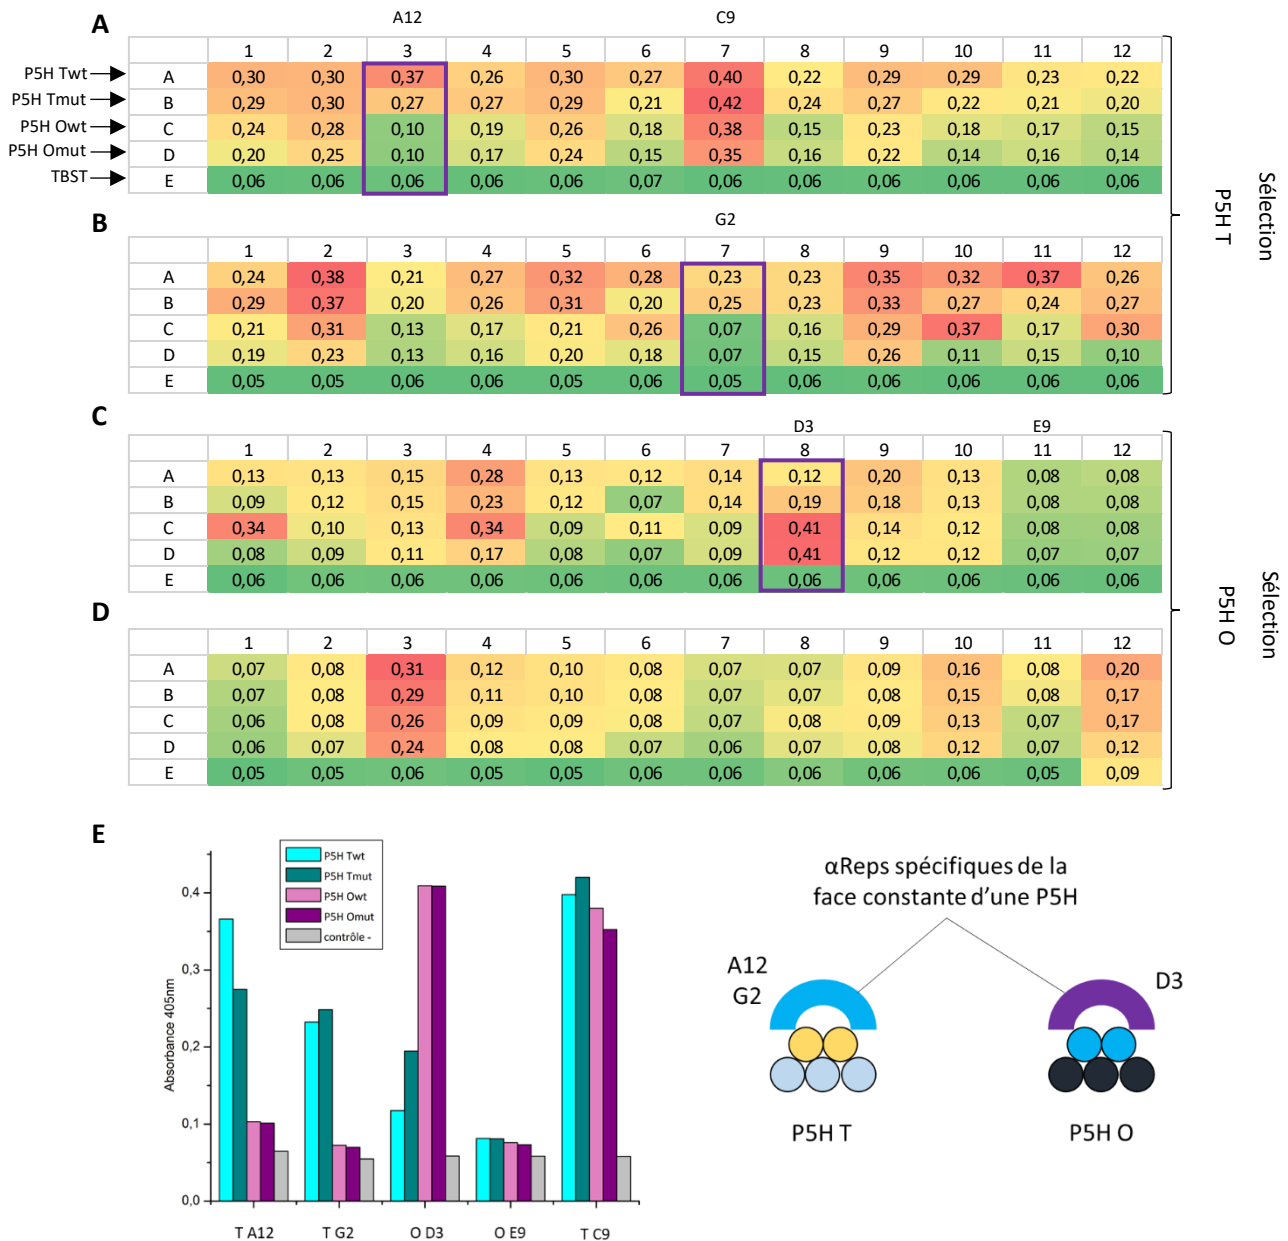 A
A12 C9
1 2 3 4 5 6 7 8 9 10 11 12
P5H Twt A 0,30 0,30 0,37 0,26 0,30 0,27 0,40 0,22 0,29 0,29 0,23 0,22
P5H Tmut B 0,29 0,30 0,27 0,27 0,29 0,21 0,42 0,24 0,27 0,22 0,21 0,20
P5H Owt C 0,24 0,28 0,10 0,19 0,26 0,18 0,38 0,15 0,23 0,18 0,17 0,15
P5H Omut D 0,20 0,25 0,10 0,17 0,24 0,15 0,35 0,16 0,22 0,14 0,16 0,14
TBST E 0,06 0,06 0,06 0,06 0,06 0,07 0,06 0,06 0,06 0,06 0,06 0,06
B
G2
1 2 3 4 5 6 7 8 9 10 11 12
A 0,24 0,38 0,21 0,27 0,32 0,28 0,23 0,23 0,35 0,32 0,37 0,26
B 0,29 0,37 0,20 0,26 0,31 0,20 0,25 0,23 0,33 0,27 0,24 0,27
C 0,21 0,31 0,13 0,17 0,21 0,26 0,07 0,16 0,29 0,37 0,17 0,30
D 0,19 0,23 0,13 0,16 0,20 0,18 0,07 0,15 0,26 0,11 0,15 0,10
E 0,05 0,05 0,06 0,06 0,05 0,06 0,05 0,06 0,06 0,06 0,06 0,06
Sélection
P5H T
C
D3 E9
1 2 3 4 5 6 7 8 9 10 11 12
A 0,13 0,13 0,15 0,28 0,13 0,12 0,14 0,12 0,20 0,13 0,08 0,08
B 0,09 0,12 0,15 0,23 0,12 0,07 0,14 0,19 0,18 0,13 0,08 0,08
C 0,34 0,10 0,13 0,34 0,09 0,11 0,09 0,41 0,14 0,12 0,08 0,08
D 0,08 0,09 0,11 0,17 0,08 0,07 0,09 0,41 0,12 0,12 0,07 0,07
E 0,06 0,06 0,06 0,06 0,06 0,06 0,06 0,06 0,06 0,06 0,06 0,06
D
1 2 3 4 5 6 7 8 9 10 11 12
A 0,07 0,08 0,31 0,12 0,10 0,08 0,07 0,07 0,09 0,16 0,08 0,20
B 0,07 0,08 0,29 0,11 0,10 0,08 0,07 0,07 0,08 0,15 0,08 0,17
C 0,06 0,08 0,26 0,09 0,09 0,08 0,07 0,08 0,09 0,13 0,07 0,17
D 0,06 0,07 0,24 0,08 0,08 0,07 0,06 0,07 0,08 0,12 0,07 0,12
E 0,05 0,05 0,06 0,05 0,05 0,06 0,06 0,06 0,06 0,06 0,05 0,09
Sélection
P5H O
E
P5H Twt
P5H Tmut
P5H Owt
P5H Omut
contrôle -
Absorbance 405nm
0,4
0,3
0,2
0,1
0,0
T A12 T G2 O D3 O E9 T C9
αReps spécifiques de la
face constante d’une P5H
A12
G2
D3
P5H T P5H O